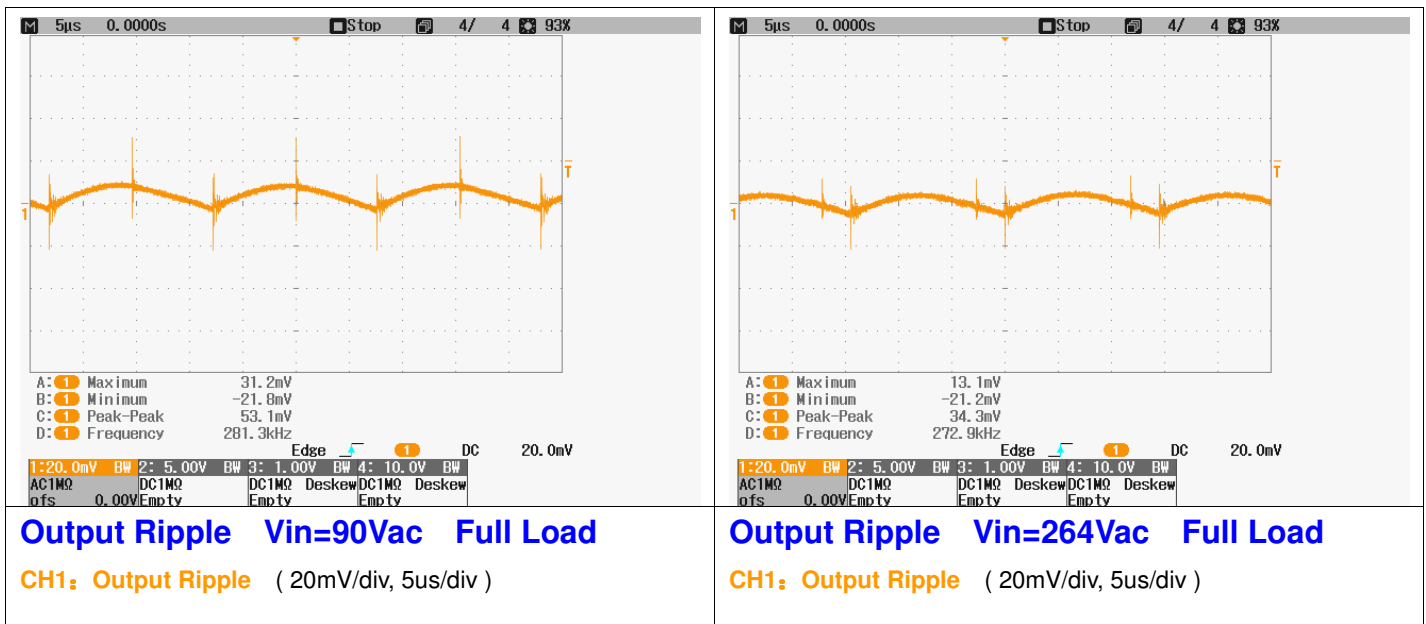 M 5µs 0.0000s Stop 4/ 4 93%
T
1
A: 1 Maximum 31.2mV
B: 1 Minimum -21.8mV
C: 1 Peak-Peak 53.1mV
D: 1 Frequency 281.3kHz
Edge 1 DC 20.0mV
1:20.0mV BW 2: 5.00V BW 3: 1.00V BW 4: 10.0V BW
AC1MΩ DC1MΩ DC1MΩ Deskew DC1MΩ Deskew
ofs 0.00V Empty Empty Empty
Output Ripple Vin=90Vac Full Load
CH1：Output Ripple ( 20mV/div, 5us/div )
M 5µs 0.0000s Stop 4/ 4 93%
T
1
A: 1 Maximum 13.1mV
B: 1 Minimum -21.2mV
C: 1 Peak-Peak 34.3mV
D: 1 Frequency 272.9kHz
Edge 1 DC 20.0mV
1:20.0mV BW 2: 5.00V BW 3: 1.00V BW 4: 10.0V BW
AC1MΩ DC1MΩ DC1MΩ Deskew DC1MΩ Deskew
ofs 0.00V Empty Empty Empty
Output Ripple Vin=264Vac Full Load
CH1：Output Ripple ( 20mV/div, 5us/div )